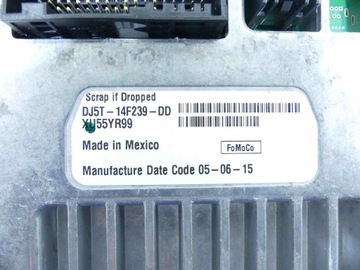 Scrap if Dropped
DJ5T-14F239-DD
XU55YR99
Made in Mexico
FoMoCo
Manufacture Date Code 05-06-15